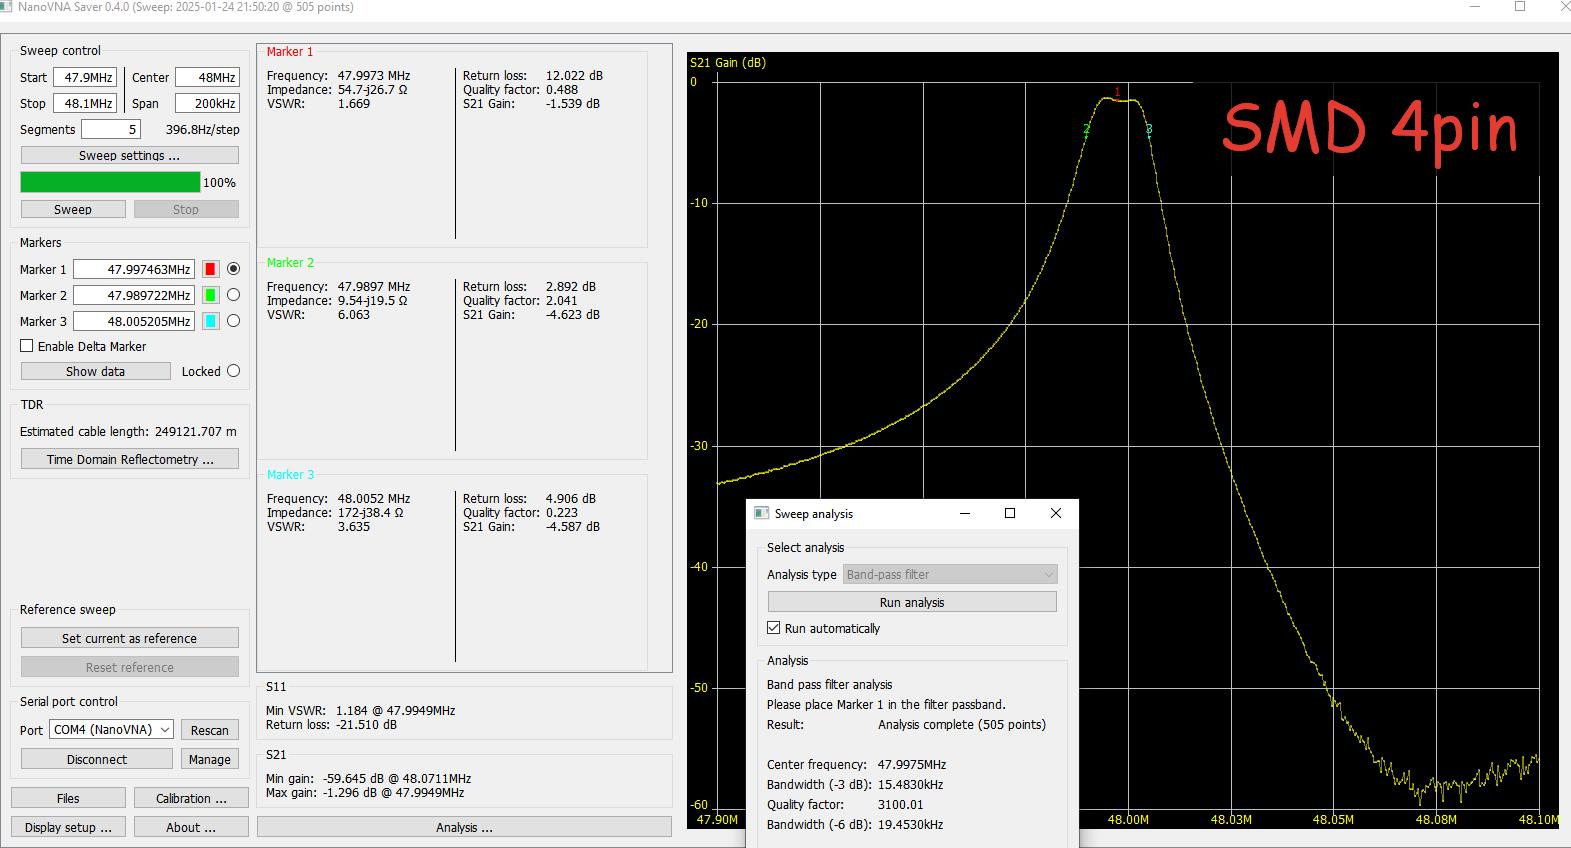 NanoVNA Saver 0.4.0 (Sweep: 2025-01-24 21:50:20 @ 505 points)
Sweep control
Start 47.9MHz Center 48MHz
Stop 48.1MHz Span 200kHz
Segments 5 396.8Hz/step
Sweep settings ...
100%
Sweep Stop
Markers
Marker 1 47.997463MHz
Marker 2 47.989722MHz
Marker 3 48.005205MHz
Enable Delta Marker
Show data Locked
TDR
Estimated cable length: 249121.707 m
Time Domain Reflectometry ...
Reference sweep
Set current as reference
Reset reference
Serial port control
Port COM4 (NanoVNA) Rescan
Disconnect Manage
Files Calibration ...
Display setup ... About ...
Marker 1
Frequency: 47.9973 MHz Return loss: 12.022 dB
Impedance: 54.7-j26.7 Ω Quality factor: 0.488
VSWR: 1.669 S21 Gain: -1.539 dB
Marker 2
Frequency: 47.9897 MHz Return loss: 2.892 dB
Impedance: 9.54-j19.5 Ω Quality factor: 2.041
VSWR: 6.063 S21 Gain: -4.623 dB
Marker 3
Frequency: 48.0052 MHz Return loss: 4.906 dB
Impedance: 172-j38.4 Ω Quality factor: 0.223
VSWR: 3.635 S21 Gain: -4.587 dB
S11
Min VSWR: 1.184 @ 47.9949MHz
Return loss: -21.510 dB
S21
Min gain: -59.645 dB @ 48.0711MHz
Max gain: -1.296 dB @ 47.9949MHz
Analysis ...
S21 Gain (dB)
0
-10
-20
-30
-40
-50
-60
1
2
3
SMD 4pin
47.90M 48.00M 48.03M 48.05M 48.08M 48.10M
Sweep analysis
Select analysis
Analysis type Band-pass filter
Run analysis
Run automatically
Analysis
Band pass filter analysis
Please place Marker 1 in the filter passband.
Result: Analysis complete (505 points)
Center frequency: 47.9975MHz
Bandwidth (-3 dB): 15.4830kHz
Quality factor: 3100.01
Bandwidth (-6 dB): 19.4530kHz